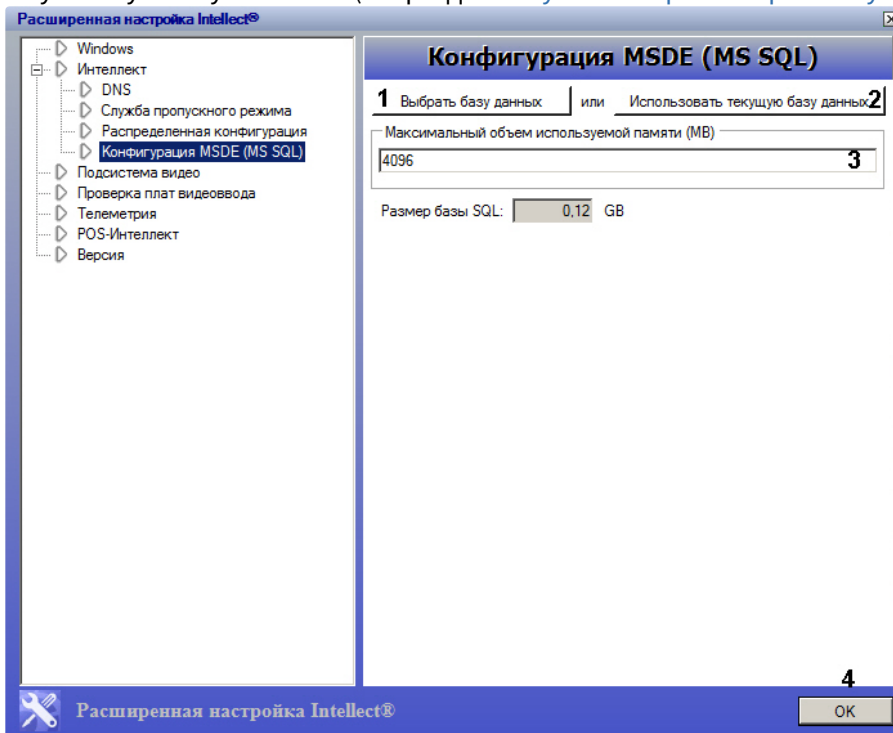 Расширенная настройка Intellect®
Windows
Интеллект
DNS
Служба пропускного режима
Распределенная конфигурация
Конфигурация MSDE (MS SQL)
Подсистема видео
Проверка плат видеоввода
Телеметрия
POS-Интеллект
Версия
Конфигурация MSDE (MS SQL)
1 Выбрать базу данных или Использовать текущую базу данных 2
Максимальный объем используемой памяти (MB)
4096 3
Размер базы SQL: 0,12 GB
4
Расширенная настройка Intellect® OK